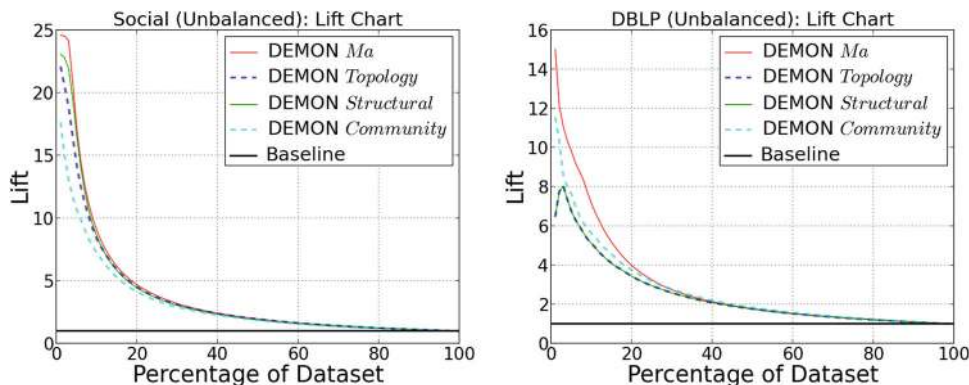 Social (Unbalanced): Lift Chart
25
20
15
10
5
0
Lift
DEMON Ma
DEMON Topology
DEMON Structural
DEMON Community
Baseline
0 20 40 60 80 100
Percentage of Dataset
DBLP (Unbalanced): Lift Chart
16
14
12
10
8
6
4
2
0
Lift
DEMON Ma
DEMON Topology
DEMON Structural
DEMON Community
Baseline
0 20 40 60 80 100
Percentage of Dataset